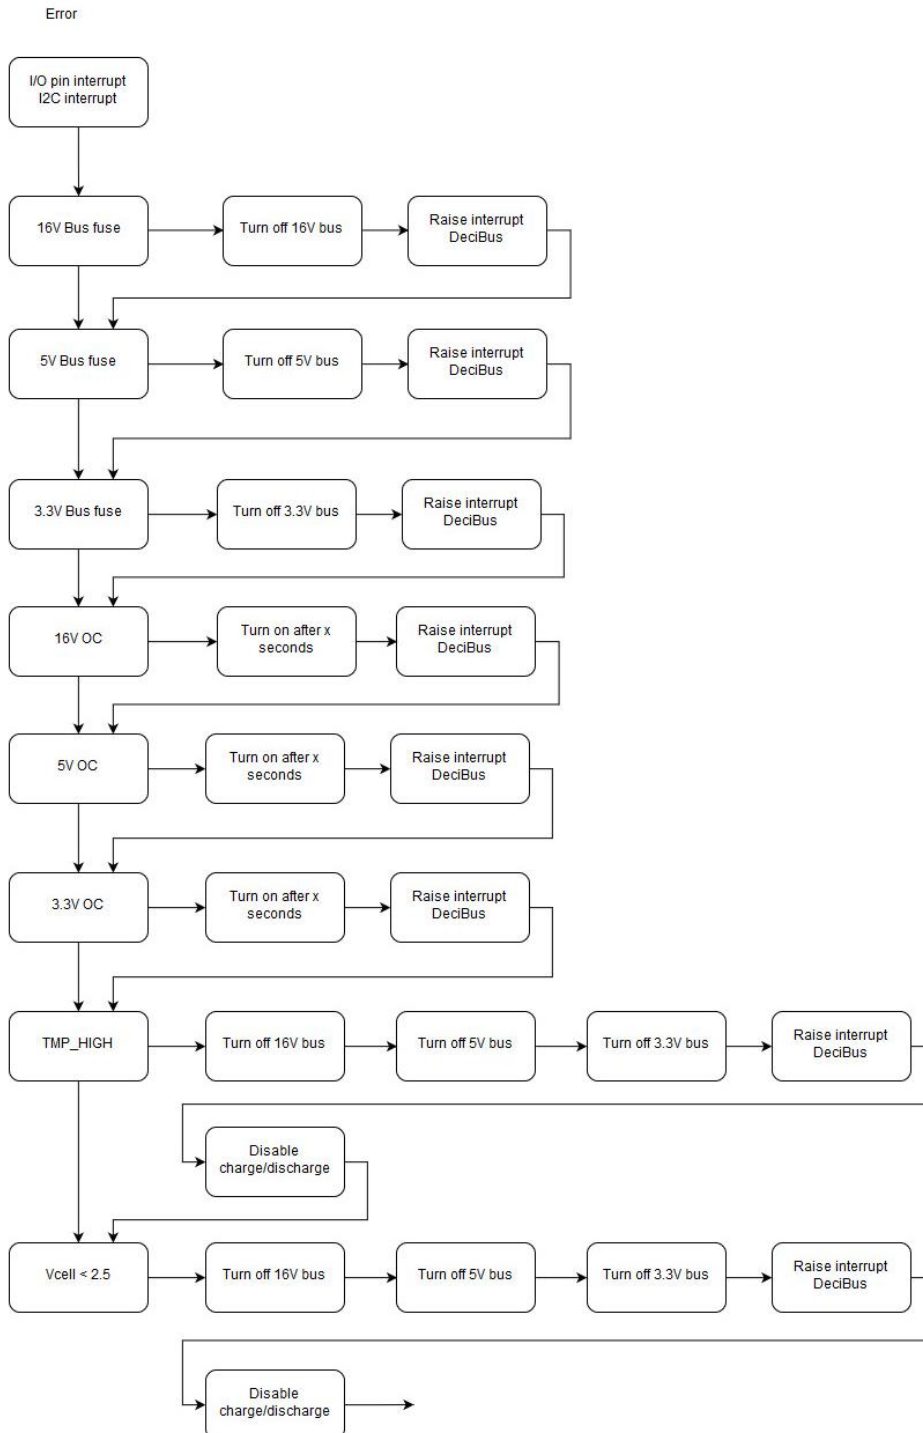 Error
I/O pin interrupt
I2C interrupt
16V Bus fuse
Turn off 16V bus
Raise interrupt
DeciBus
5V Bus fuse
Turn off 5V bus
Raise interrupt
DeciBus
3.3V Bus fuse
Turn off 3.3V bus
Raise interrupt
DeciBus
16V OC
Turn on after x
seconds
Raise interrupt
DeciBus
5V OC
Turn on after x
seconds
Raise interrupt
DeciBus
3.3V OC
Turn on after x
seconds
Raise interrupt
DeciBus
TMP_HIGH
Turn off 16V bus
Turn off 5V bus
Turn off 3.3V bus
Raise interrupt
DeciBus
Disable
charge/discharge
Vcell < 2.5
Turn off 16V bus
Turn off 5V bus
Turn off 3.3V bus
Raise interrupt
DeciBus
Disable
charge/discharge